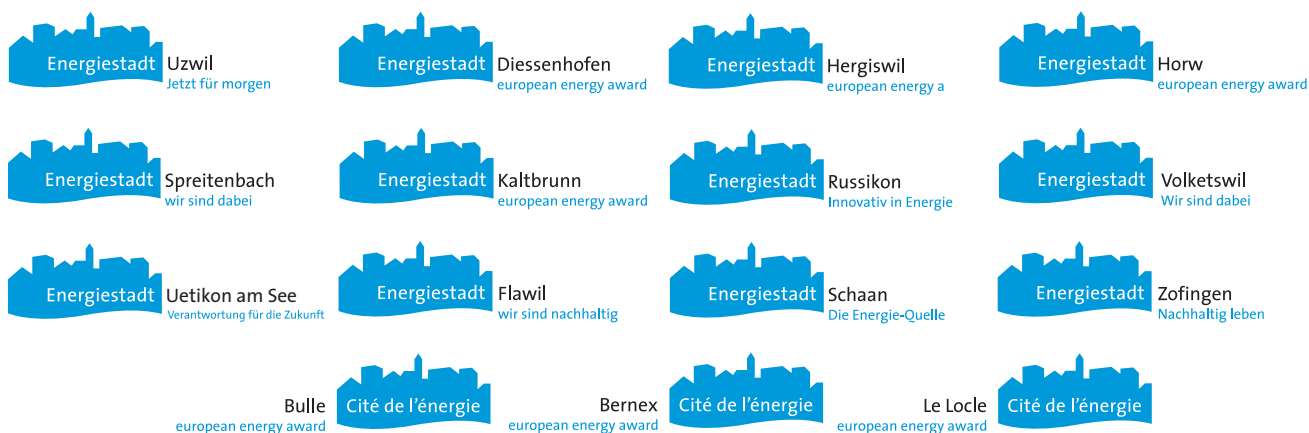 Energiestadt Uzwil
Jetzt für morgen
Energiestadt Diessenhofen
european energy award
Energiestadt Hergiswil
european energy a
Energiestadt Horw
european energy award
Energiestadt Spreitenbach
wir sind dabei
Energiestadt Kaltbrunn
european energy award
Energiestadt Russikon
Innovativ in Energie
Energiestadt Volketswil
Wir sind dabei
Energiestadt Uetikon am See
Verantwortung für die Zukunft
Energiestadt Flawil
wir sind nachhaltig
Energiestadt Schaan
Die Energie-Quelle
Energiestadt Zofingen
Nachhaltig leben
Bulle Cité de l'énergie
european energy award
Bernex Cité de l'énergie
european energy award
Le Locle Cité de l'énergie
european energy award